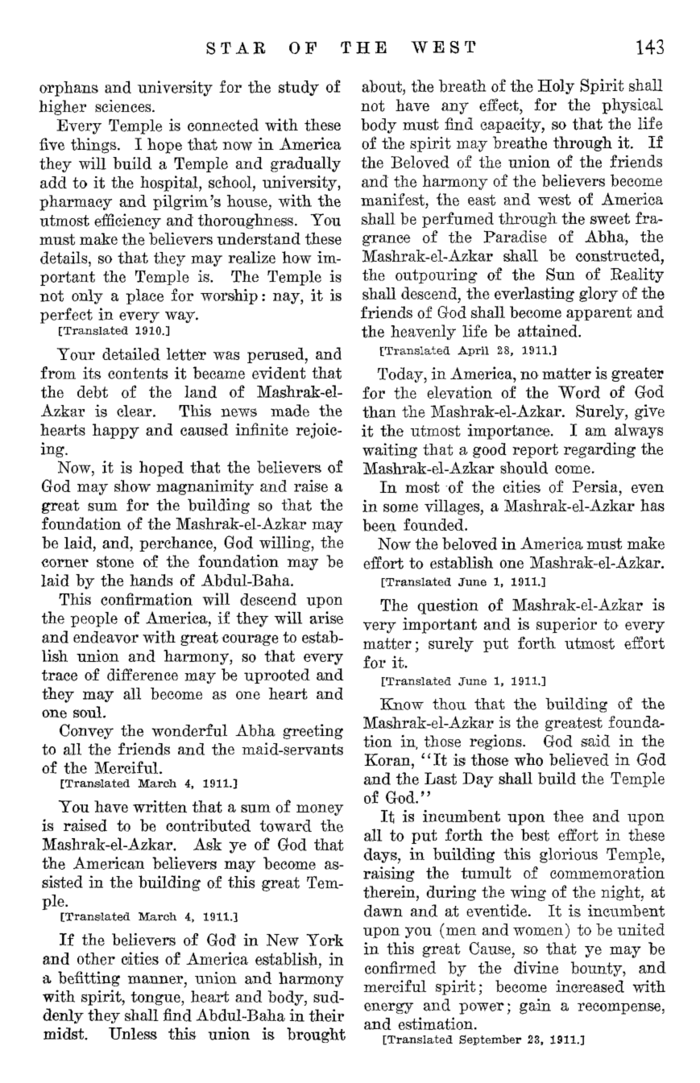 STAR OF THE WEST 143
orphans and university for the study of
higher sciences.
Every Temple is connected with these
five things. I hope that now in America
they will build a Temple and gradually
add to it the hospital, school, university,
pharmacy and pilgrim's house, with the
utmost efficiency and thoroughness. You
must make the believers understand these
details, so that they may realize how im-
portant the Temple is. The Temple is
not only a place for worship: nay, it is
perfect in every way.
[Translated 1910.]
Your detailed letter was perused, and
from its contents it became evident that
the debt of the land of Mashrak-el-
Azkar is clear. This news made the
hearts happy and caused infinite rejoic-
ing.
Now, it is hoped that the believers of
God may show magnanimity and raise a
great sum for the building so that the
foundation of the Mashrak-el-Azkar may
be laid, and, perchance, God willing, the
corner stone of the foundation may be
laid by the hands of Abdul-Baha.
This confirmation will descend upon
the people of America, if they will arise
and endeavor with great courage to estab-
lish union and harmony, so that every
trace of difference may be uprooted and
they may all become as one heart and
one soul.
Convey the wonderful Abha greeting
to all the friends and the maid-servants
of the Merciful.
[Translated March 4, 1911.]
You have written that a sum of money
is raised to be contributed toward the
Mashrak-el-Azkar. Ask ye of God that
the American believers may become as-
sisted in the building of this great Tem-
ple.
[Translated March 4, 1911.]
If the believers of God in New York
and other cities of America establish, in
a befitting manner, union and harmony
with spirit, tongue, heart and body, sud-
denly they shall find Abdul-Baha in their
midst. Unless this union is brought
about, the breath of the Holy Spirit shall
not have any effect, for the physical
body must find capacity, so that the life
of the spirit may breathe through it. If
the Beloved of the union of the friends
and the harmony of the believers become
manifest, the east and west of America
shall be perfumed through the sweet fra-
grance of the Paradise of Abha, the
Mashrak-el-Azkar shall be constructed,
the outpouring of the Sun of Reality
shall descend, the everlasting glory of the
friends of God shall become apparent and
the heavenly life be attained.
[Translated April 28, 1911.]
Today, in America, no matter is greater
for the elevation of the Word of God
than the Mashrak-el-Azkar. Surely, give
it the utmost importance. I am always
waiting that a good report regarding the
Mashrak-el-Azkar should come.
In most of the cities of Persia, even
in some villages, a Mashrak-el-Azkar has
been founded.
Now the beloved in America must make
effort to establish one Mashrak-el-Azkar.
[Translated June 1, 1911.]
The question of Mashrak-el-Azkar is
very important and is superior to every
matter; surely put forth utmost effort
for it.
[Translated June 1, 1911.]
Know thou that the building of the
Mashrak-el-Azkar is the greatest founda-
tion in those regions. God said in the
Koran, "It is those who believed in God
and the Last Day shall build the Temple
of God."
It is incumbent upon thee and upon
all to put forth the best effort in these
days, in building this glorious Temple,
raising the tumult of commemoration
therein, during the wing of the night, at
dawn and at eventide. It is incumbent
upon you (men and women) to be united
in this great Cause, so that ye may be
confirmed by the divine bounty, and
merciful spirit; become increased with
energy and power; gain a recompense,
and estimation.
[Translated September 23, 1911.]